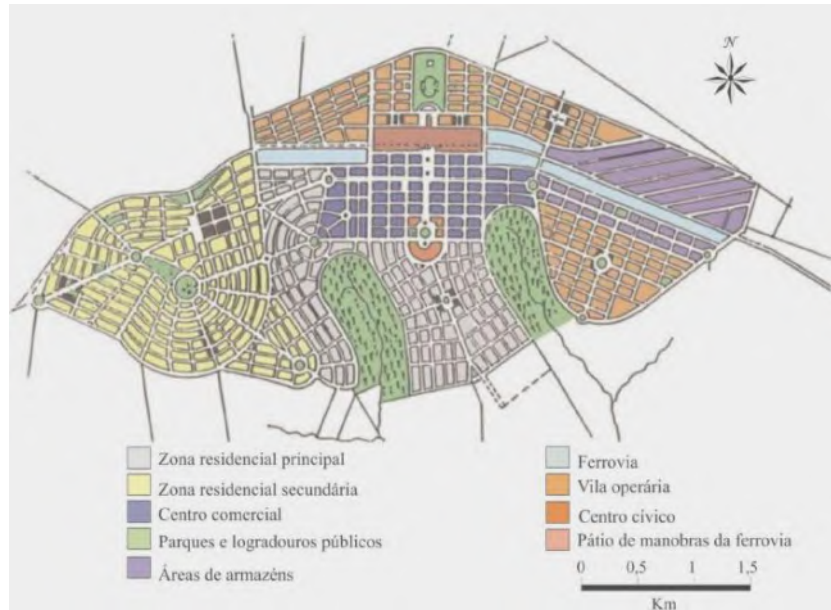 N
Zona residencial principal
Zona residencial secundária
Centro comercial
Parques e logradouros públicos
Áreas de armazéns
Ferrovia
Vila operária
Centro cívico
Pátio de manobras da ferrovia
0 0,5 1 1,5
Km